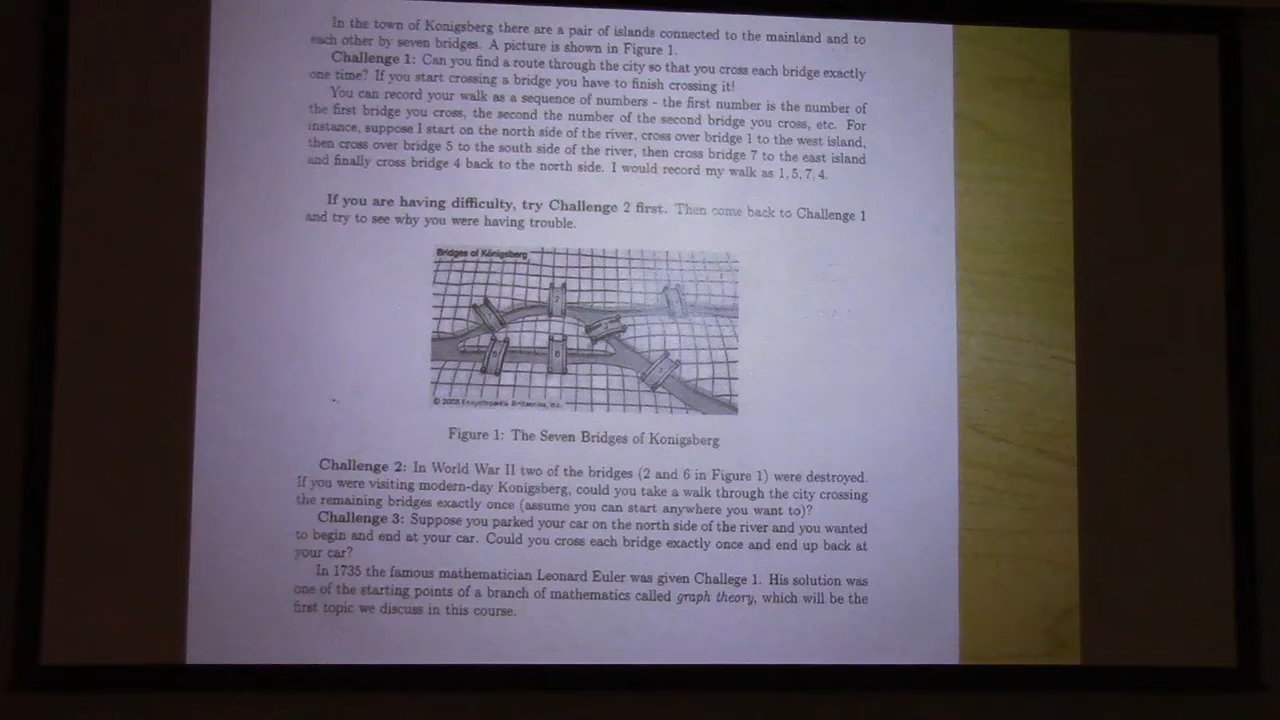 In the town of Konigsberg there are a pair of islands connected to the mainland and to
each other by seven bridges. A picture is shown in Figure 1.
Challenge 1: Can you find a route through the city so that you cross each bridge exactly
one time? If you start crossing a bridge you have to finish crossing it!
You can record your walk as a sequence of numbers - the first number is the number of
the first bridge you cross, the second the number of the second bridge you cross, etc. For
instance, suppose I start on the north side of the river, cross over bridge 1 to the west island,
then cross over bridge 5 to the south side of the river, then cross bridge 7 to the east island
and finally cross bridge 4 back to the north side. I would record my walk as 1, 5, 7, 4.
If you are having difficulty, try Challenge 2 first. Then come back to Challenge 1
and try to see why you were having trouble.
Bridges of Königsberg
© 2008 Encyclopædia Britannica, Inc.
Figure 1: The Seven Bridges of Konigsberg
Challenge 2: In World War II two of the bridges (2 and 6 in Figure 1) were destroyed.
If you were visiting modern-day Konigsberg, could you take a walk through the city crossing
the remaining bridges exactly once (assume you can start anywhere you want to)?
Challenge 3: Suppose you parked your car on the north side of the river and you wanted
to begin and end at your car. Could you cross each bridge exactly once and end up back at
your car?
In 1735 the famous mathematician Leonard Euler was given Challege 1. His solution was
one of the starting points of a branch of mathematics called graph theory, which will be the
first topic we discuss in this course.